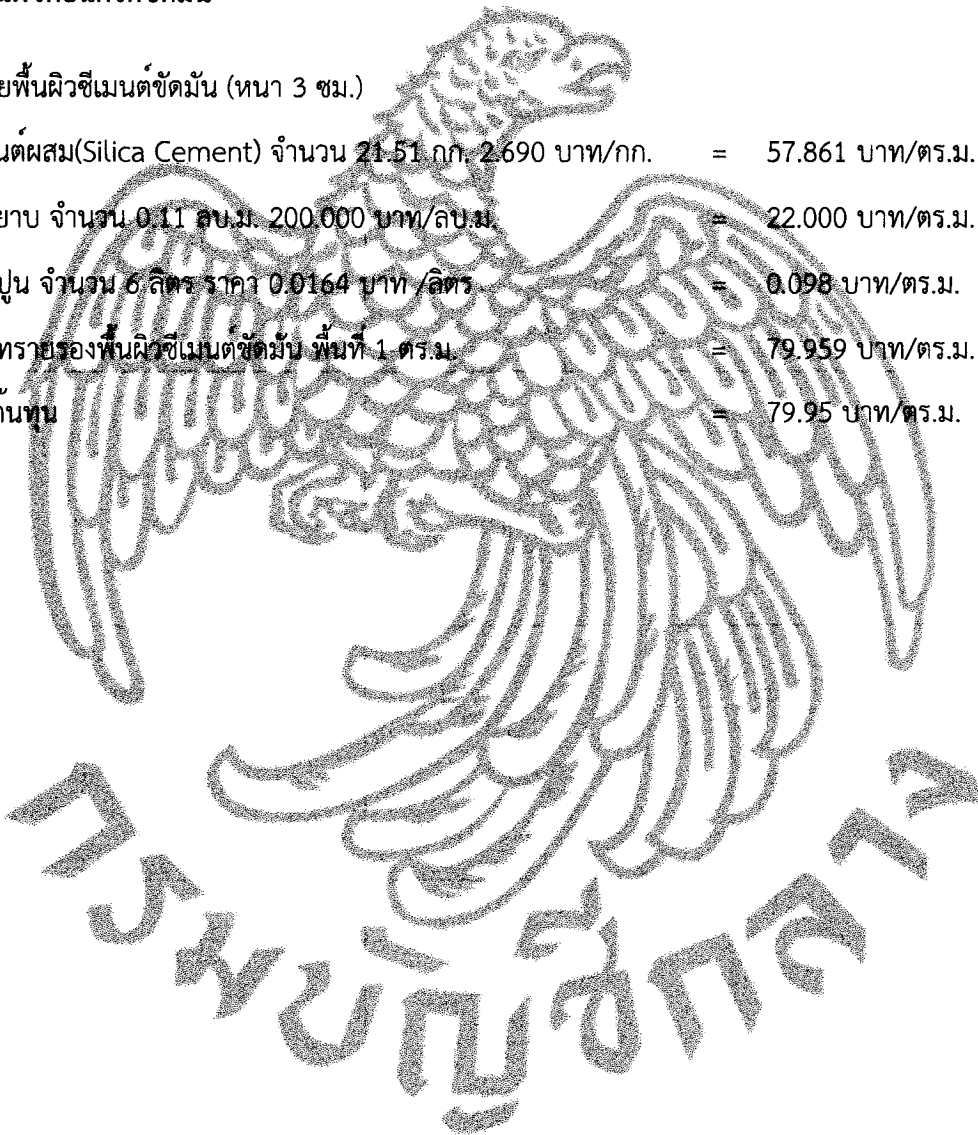 ยพื้นผิวซีเมนต์ขัดมัน (หนา 3 ซม.)
นต์ผสม(Silica Cement) จำนวน 21.51 กก. 2.690 บาท/กก. = 57.861 บาท/ตร.ม.
ยาบ จำนวน 0.11 ลบ.ม. 200.000 บาท/ลบ.ม. = 22.000 บาท/ตร.ม.
ปูน จำนวน 6 ลิตร ราคา 0.0164 บาท /ลิตร = 0.098 บาท/ตร.ม.
ทรายรองพื้นผิวซีเมนต์ขัดมัน พื้นที่ 1 ตร.ม. = 79.959 บาท/ตร.ม.
้นทุน = 79.95 บาท/ตร.ม.
กรมบัญชีกลาง